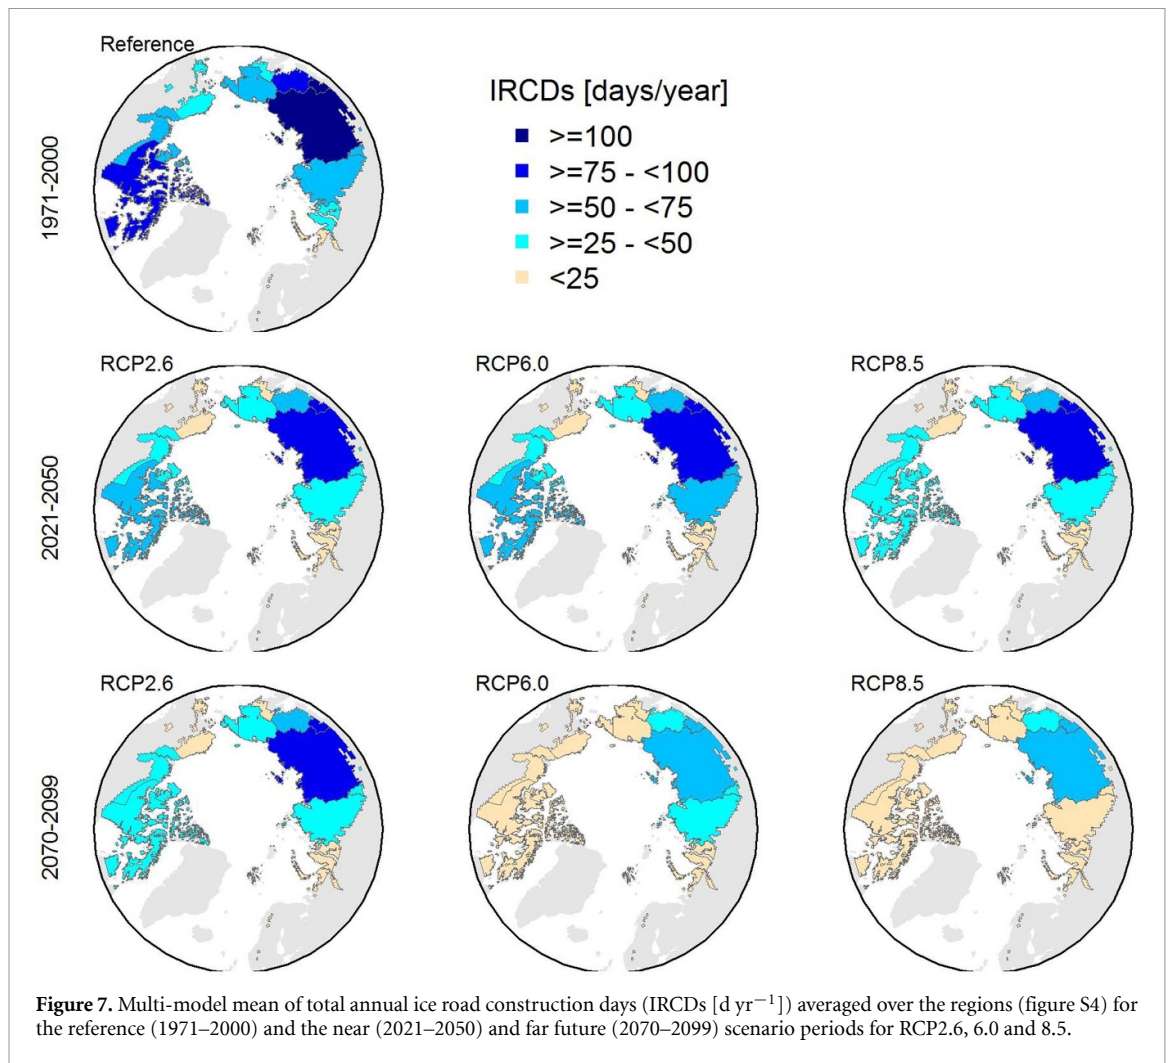 Reference
1971-2000
IRCDs [days/year]
>=100
>=75 - <100
>=50 - <75
>=25 - <50
<25
RCP2.6
RCP6.0
RCP8.5
2021-2050
RCP2.6
RCP6.0
RCP8.5
2070-2099
Figure 7. Multi-model mean of total annual ice road construction days (IRCDs [d yr−1]) averaged over the regions (figure S4) for
the reference (1971–2000) and the near (2021–2050) and far future (2070–2099) scenario periods for RCP2.6, 6.0 and 8.5.